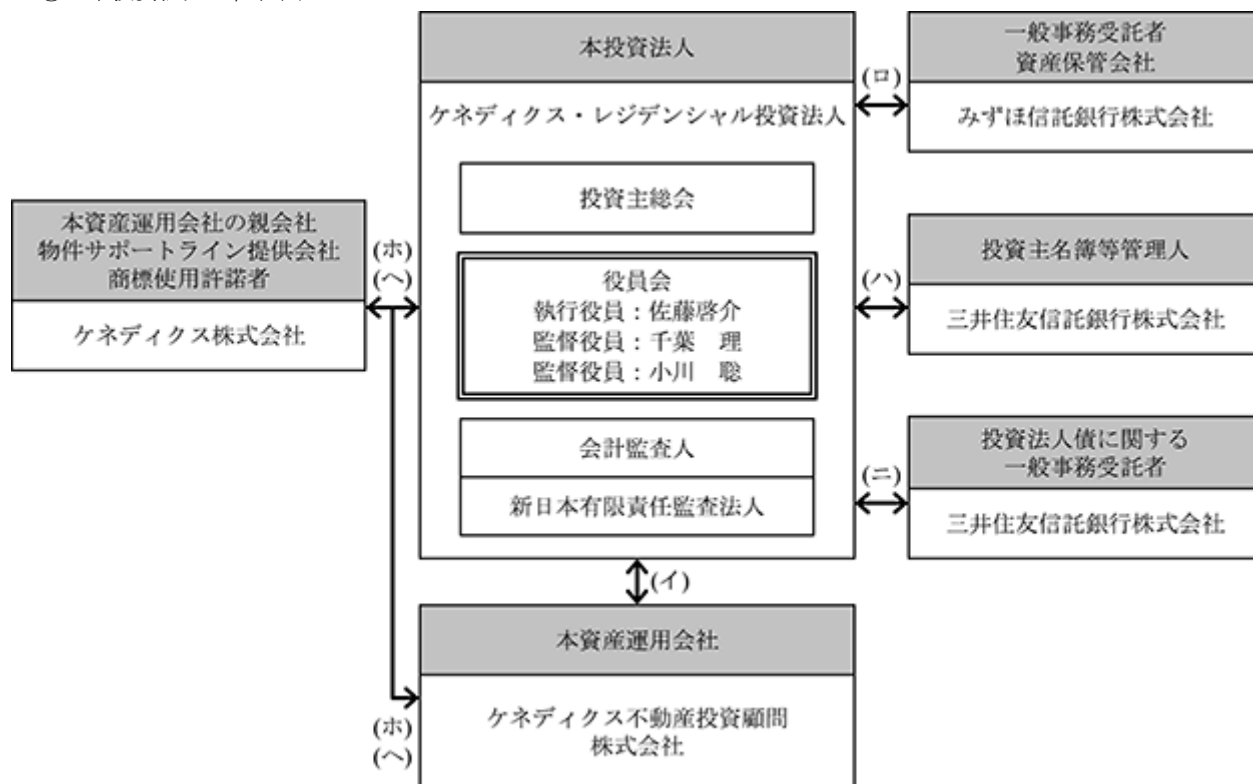 本投資法人
ケネディクス・レジデンシャル投資法人
投資主総会
役員会
執行役員：佐藤啓介
監督役員：千葉　理
監督役員：小川　聡
会計監査人
新日本有限責任監査法人
本資産運用会社の親会社
物件サポートライン提供会社
商標使用許諾者
ケネディクス株式会社
(ホ)
(ヘ)
(ロ)
一般事務受託者
資産保管会社
みずほ信託銀行株式会社
(ハ)
投資主名簿等管理人
三井住友信託銀行株式会社
(ニ)
投資法人債に関する
一般事務受託者
三井住友信託銀行株式会社
(イ)
本資産運用会社
ケネディクス不動産投資顧問
株式会社
(ホ)
(ヘ)